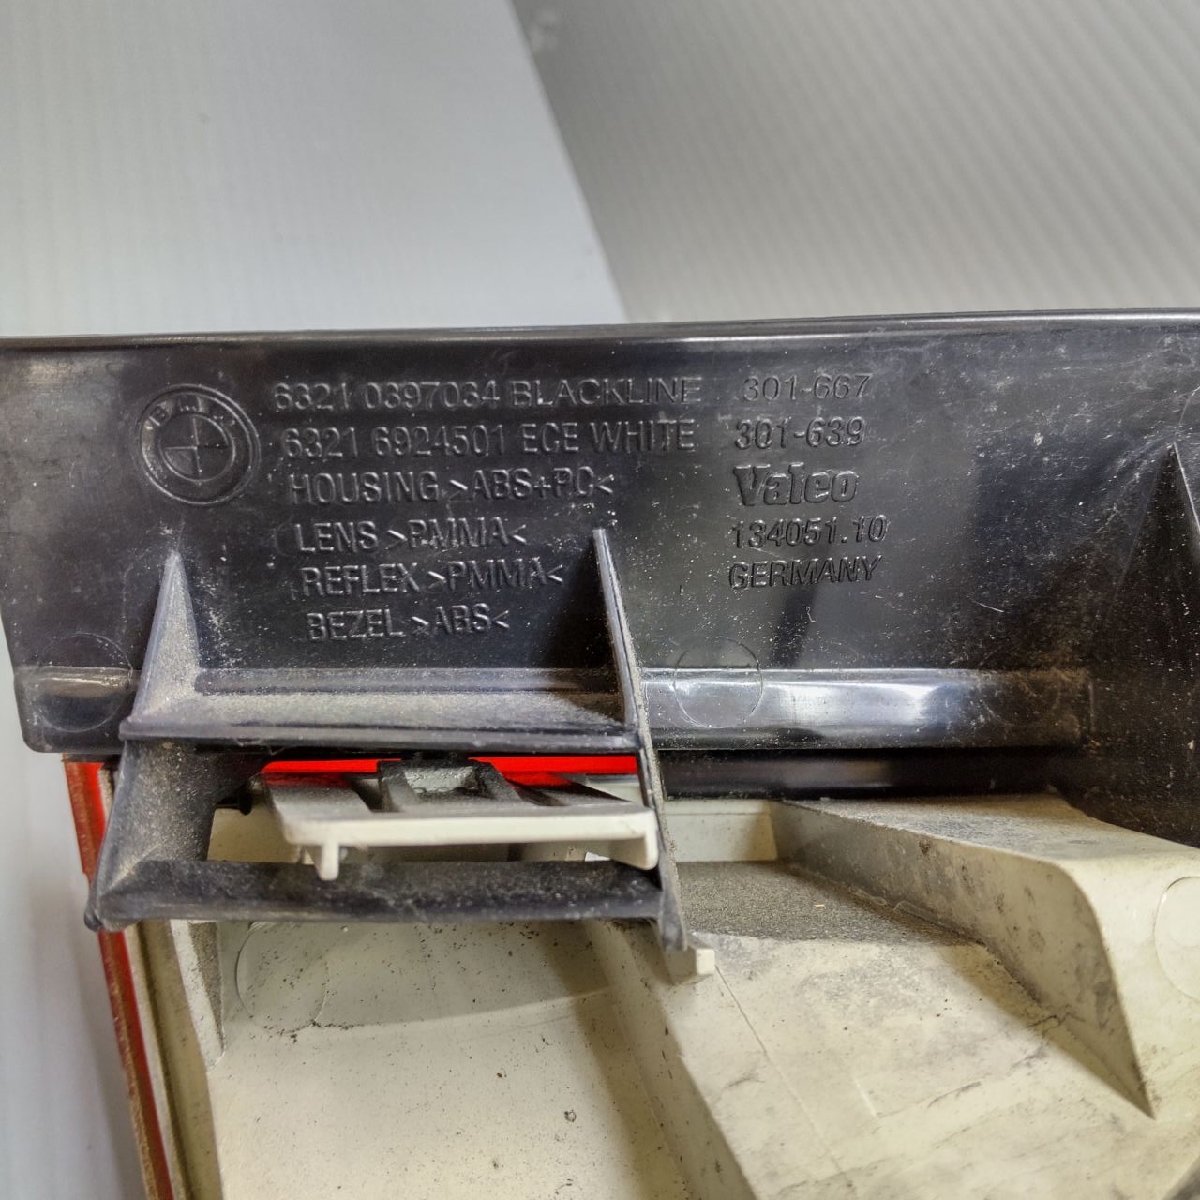 BMW
6321 0397034 BLACKLINE 301-667
6321 6924501 ECE WHITE 301-639
HOUSING >ABS+PC< Valeo
LENS >PMMA< 134051.10
REFLEX >PMMA< GERMANY
BEZEL >ABS<